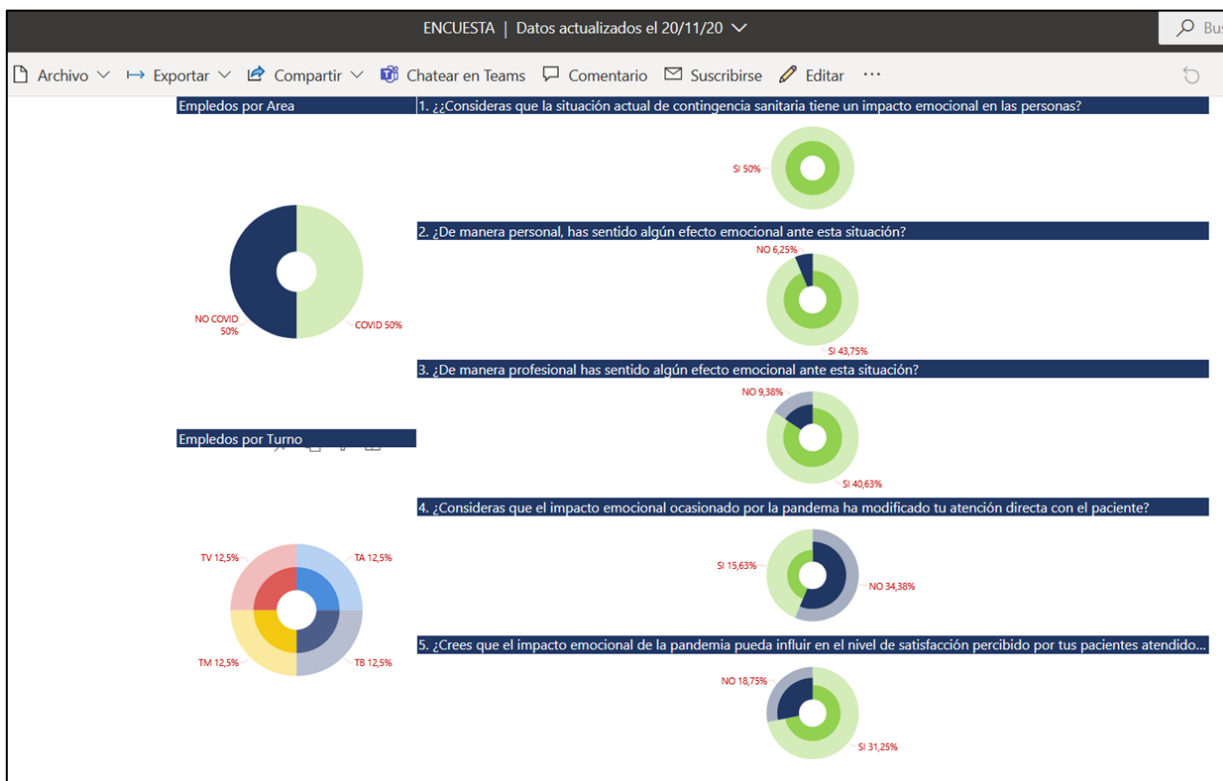 ENCUESTA | Datos actualizados el 20/11/20
Bus
Archivo
Exportar
Compartir
Chatear en Teams
Comentario
Suscribirse
Editar
Empledos por Area
1. ¿¿Consideras que la situación actual de contingencia sanitaria tiene un impacto emocional en las personas?
SI 50%
2. ¿De manera personal, has sentido algún efecto emocional ante esta situación?
NO 6,25%
SI 43,75%
NO COVID
50%
COVID 50%
3. ¿De manera profesional has sentido algún efecto emocional ante esta situación?
NO 9,38%
SI 40,63%
Empledos por Turno
4. ¿Consideras que el impacto emocional ocasionado por la pandema ha modificado tu atención directa con el paciente?
SI 15,63%
NO 34,38%
TV 12,5%
TA 12,5%
TM 12,5%
TB 12,5%
5. ¿Crees que el impacto emocional de la pandemia pueda influir en el nivel de satisfacción percibido por tus pacientes atendido...
NO 18,75%
SI 31,25%